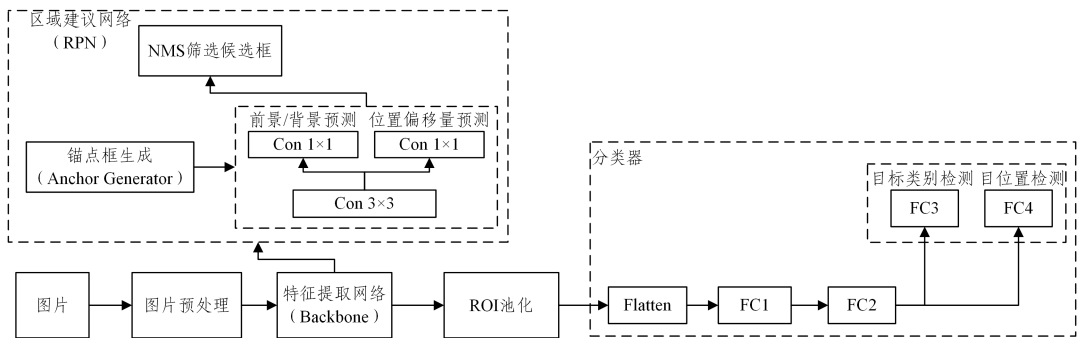 区域建议网络
（RPN）
NMS筛选候选框
前景/背景预测
位置偏移量预测
Con 1×1
Con 1×1
锚点框生成
（Anchor Generator）
Con 3×3
分类器
目标类别检测
目位置检测
FC3
FC4
图片
图片预处理
特征提取网络
（Backbone）
ROI池化
Flatten
FC1
FC2